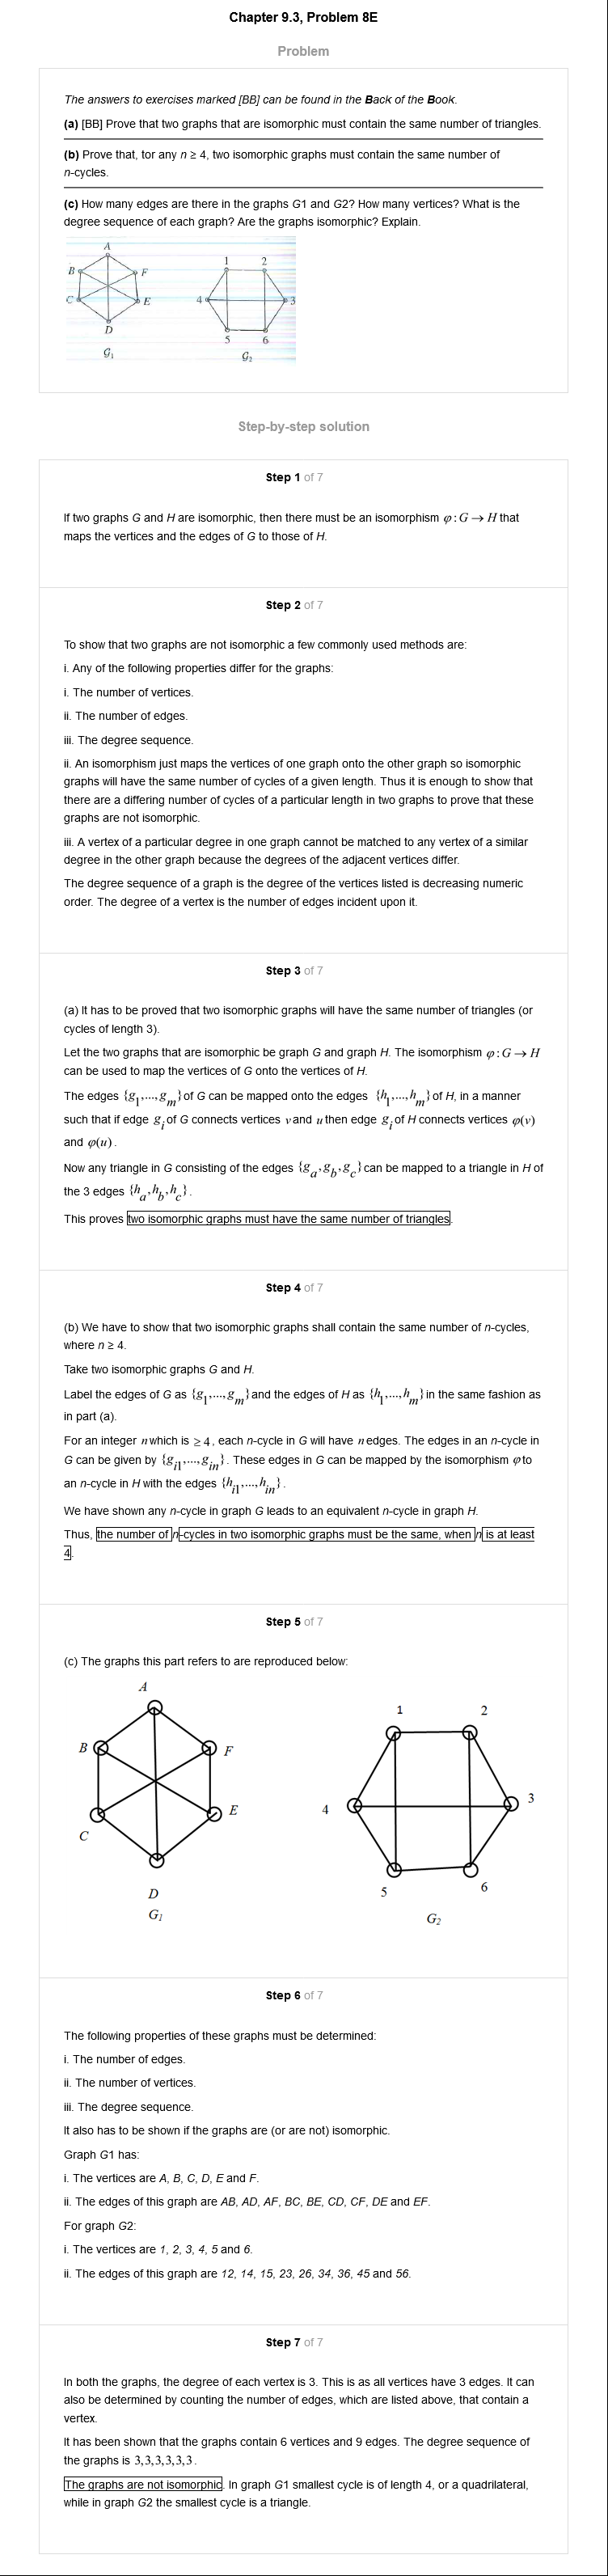 Chapter 9.3, Problem 8E
Problem
The answers to exercises marked [BB] can be found in the Back of the Book.
(a) [BB] Prove that two graphs that are isomorphic must contain the same number of triangles.
(b) Prove that, tor any n ≥ 4, two isomorphic graphs must contain the same number of
n-cycles.
(c) How many edges are there in the graphs G1 and G2? How many vertices? What is the
degree sequence of each graph? Are the graphs isomorphic? Explain.
A
B
F
C
E
D
G₁
1
2
4
3
5
6
G₂
Step-by-step solution
Step 1 of 7
If two graphs G and H are isomorphic, then there must be an isomorphism φ : G → H that
maps the vertices and the edges of G to those of H.
Step 2 of 7
To show that two graphs are not isomorphic a few commonly used methods are:
i. Any of the following properties differ for the graphs:
i. The number of vertices.
ii. The number of edges.
iii. The degree sequence.
ii. An isomorphism just maps the vertices of one graph onto the other graph so isomorphic
graphs will have the same number of cycles of a given length. Thus it is enough to show that
there are a differing number of cycles of a particular length in two graphs to prove that these
graphs are not isomorphic.
iii. A vertex of a particular degree in one graph cannot be matched to any vertex of a similar
degree in the other graph because the degrees of the adjacent vertices differ.
The degree sequence of a graph is the degree of the vertices listed is decreasing numeric
order. The degree of a vertex is the number of edges incident upon it.
Step 3 of 7
(a) It has to be proved that two isomorphic graphs will have the same number of triangles (or
cycles of length 3).
Let the two graphs that are isomorphic be graph G and graph H. The isomorphism φ : G → H
can be used to map the vertices of G onto the vertices of H.
The edges {g₁,...,gₘ} of G can be mapped onto the edges {h₁,...,hₘ} of H, in a manner
such that if edge gᵢ of G connects vertices v and u then edge gᵢ of H connects vertices φ(v)
and φ(u).
Now any triangle in G consisting of the edges {g_a, g_b, g_c} can be mapped to a triangle in H of
the 3 edges {h_a, h_b, h_c}.
This proves two isomorphic graphs must have the same number of triangles.
Step 4 of 7
(b) We have to show that two isomorphic graphs shall contain the same number of n-cycles,
where n ≥ 4.
Take two isomorphic graphs G and H.
Label the edges of G as {g₁,...,gₘ} and the edges of H as {h₁,...,hₘ} in the same fashion as
in part (a).
For an integer n which is ≥ 4, each n-cycle in G will have n edges. The edges in an n-cycle in
G can be given by {g_i1,...,g_in}. These edges in G can be mapped by the isomorphism φ to
an n-cycle in H with the edges {h_i1,...,h_in}.
We have shown any n-cycle in graph G leads to an equivalent n-cycle in graph H.
Thus, the number of n-cycles in two isomorphic graphs must be the same, when n is at least
4.
Step 5 of 7
(c) The graphs this part refers to are reproduced below:
A
B
F
C
E
D
G₁
1
2
4
3
5
6
G₂
Step 6 of 7
The following properties of these graphs must be determined:
i. The number of edges.
ii. The number of vertices.
iii. The degree sequence.
It also has to be shown if the graphs are (or are not) isomorphic.
Graph G1 has:
i. The vertices are A, B, C, D, E and F.
ii. The edges of this graph are AB, AD, AF, BC, BE, CD, CF, DE and EF.
For graph G2:
i. The vertices are 1, 2, 3, 4, 5 and 6.
ii. The edges of this graph are 12, 14, 15, 23, 26, 34, 36, 45 and 56.
Step 7 of 7
In both the graphs, the degree of each vertex is 3. This is as all vertices have 3 edges. It can
also be determined by counting the number of edges, which are listed above, that contain a
vertex.
It has been shown that the graphs contain 6 vertices and 9 edges. The degree sequence of
the graphs is 3,3,3,3,3,3.
The graphs are not isomorphic. In graph G1 smallest cycle is of length 4, or a quadrilateral,
while in graph G2 the smallest cycle is a triangle.